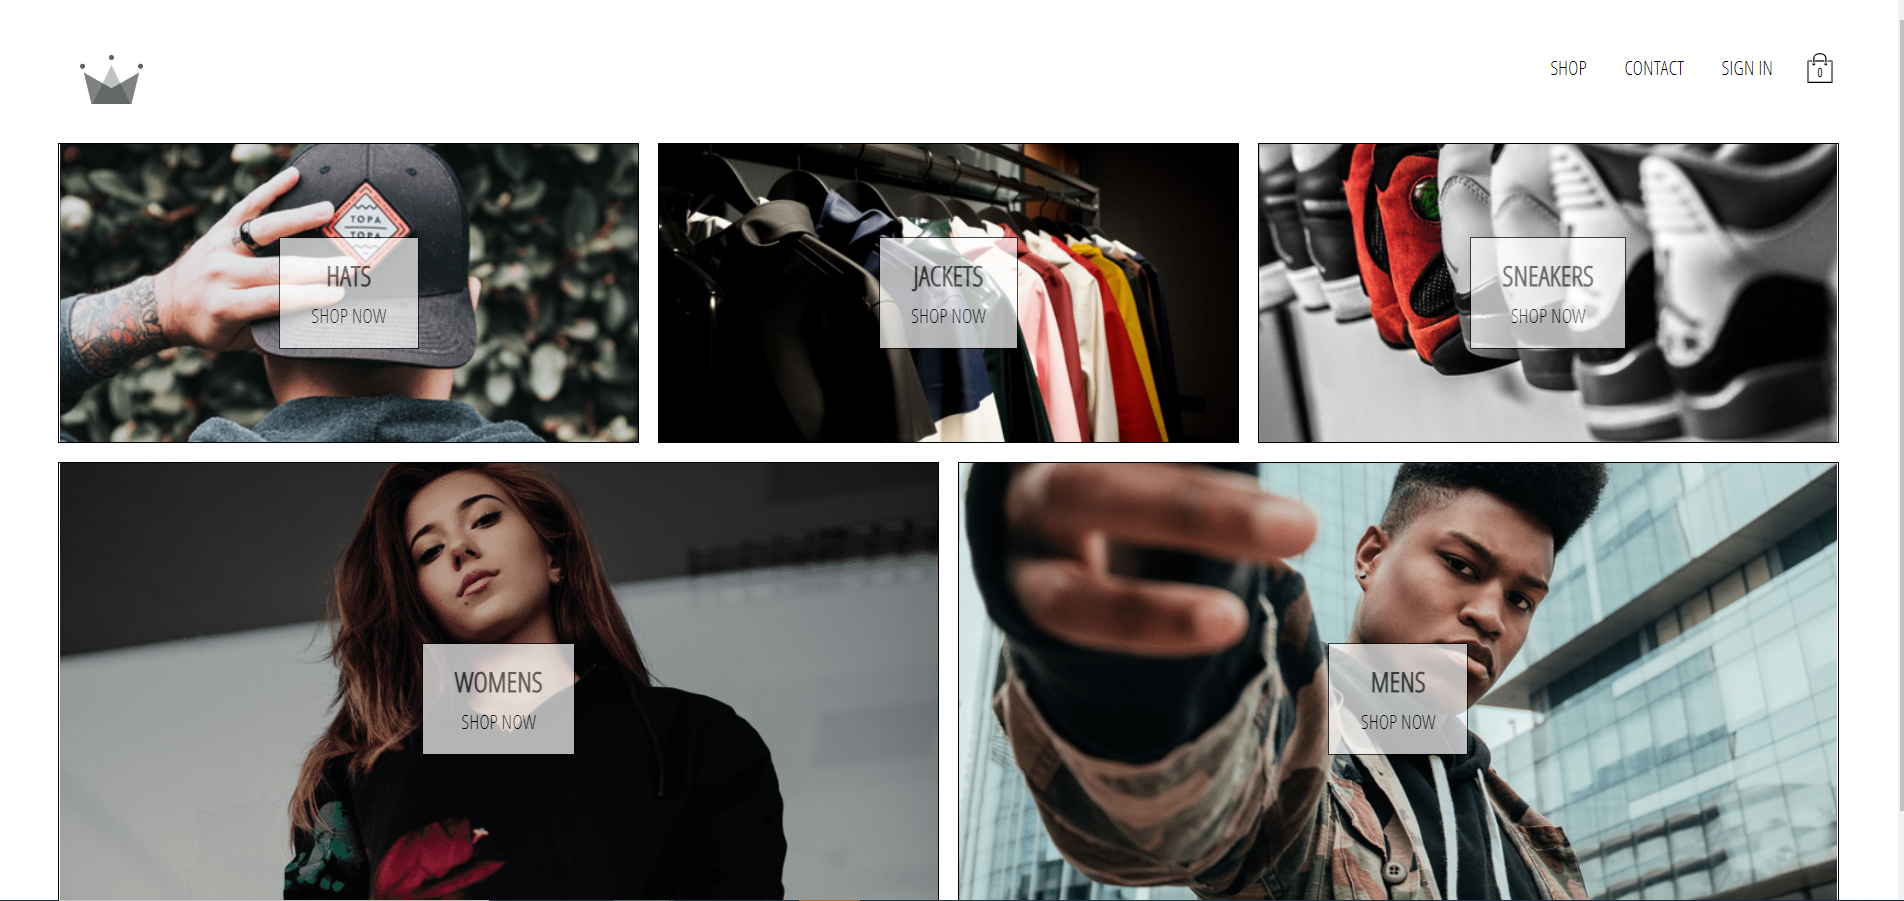 SHOP
CONTACT
SIGN IN
0
TOPA
TOPA
HATS
SHOP NOW
JACKETS
SHOP NOW
SNEAKERS
SHOP NOW
WOMENS
SHOP NOW
MENS
SHOP NOW